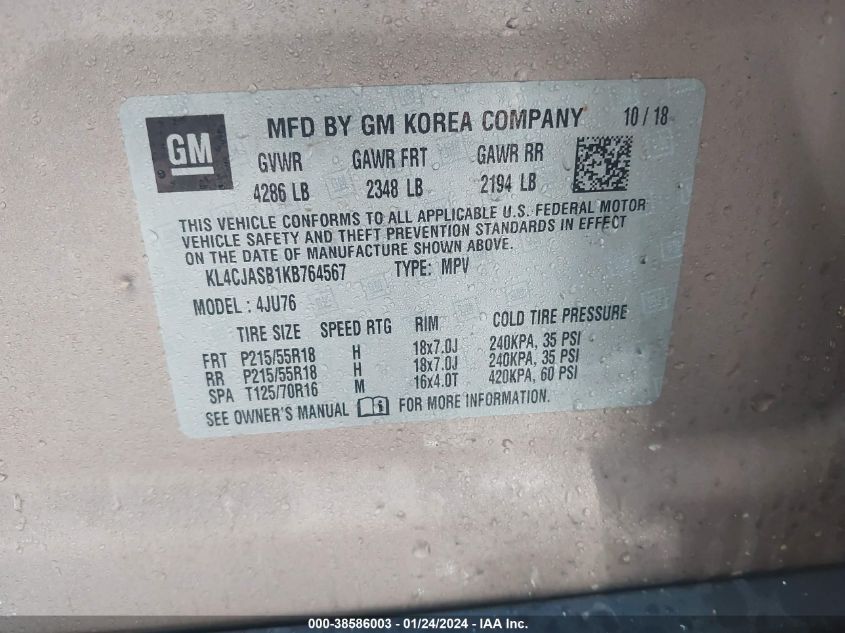 GM
MFD BY GM KOREA COMPANY 10 / 18
GVWR GAWR FRT GAWR RR
4286 LB 2348 LB 2194 LB
THIS VEHICLE CONFORMS TO ALL APPLICABLE U.S. FEDERAL MOTOR
VEHICLE SAFETY AND THEFT PREVENTION STANDARDS IN EFFECT
ON THE DATE OF MANUFACTURE SHOWN ABOVE.
KL4CJASB1KB764567 TYPE: MPV
MODEL : 4JU76
TIRE SIZE SPEED RTG RIM COLD TIRE PRESSURE
FRT P215/55R18 H 18x7.0J 240KPA, 35 PSI
RR P215/55R18 H 18x7.0J 240KPA, 35 PSI
SPA T125/70R16 M 16x4.0T 420KPA, 60 PSI
SEE OWNER'S MANUAL FOR MORE INFORMATION.
000-38586003 - 01/24/2024 - IAA Inc.